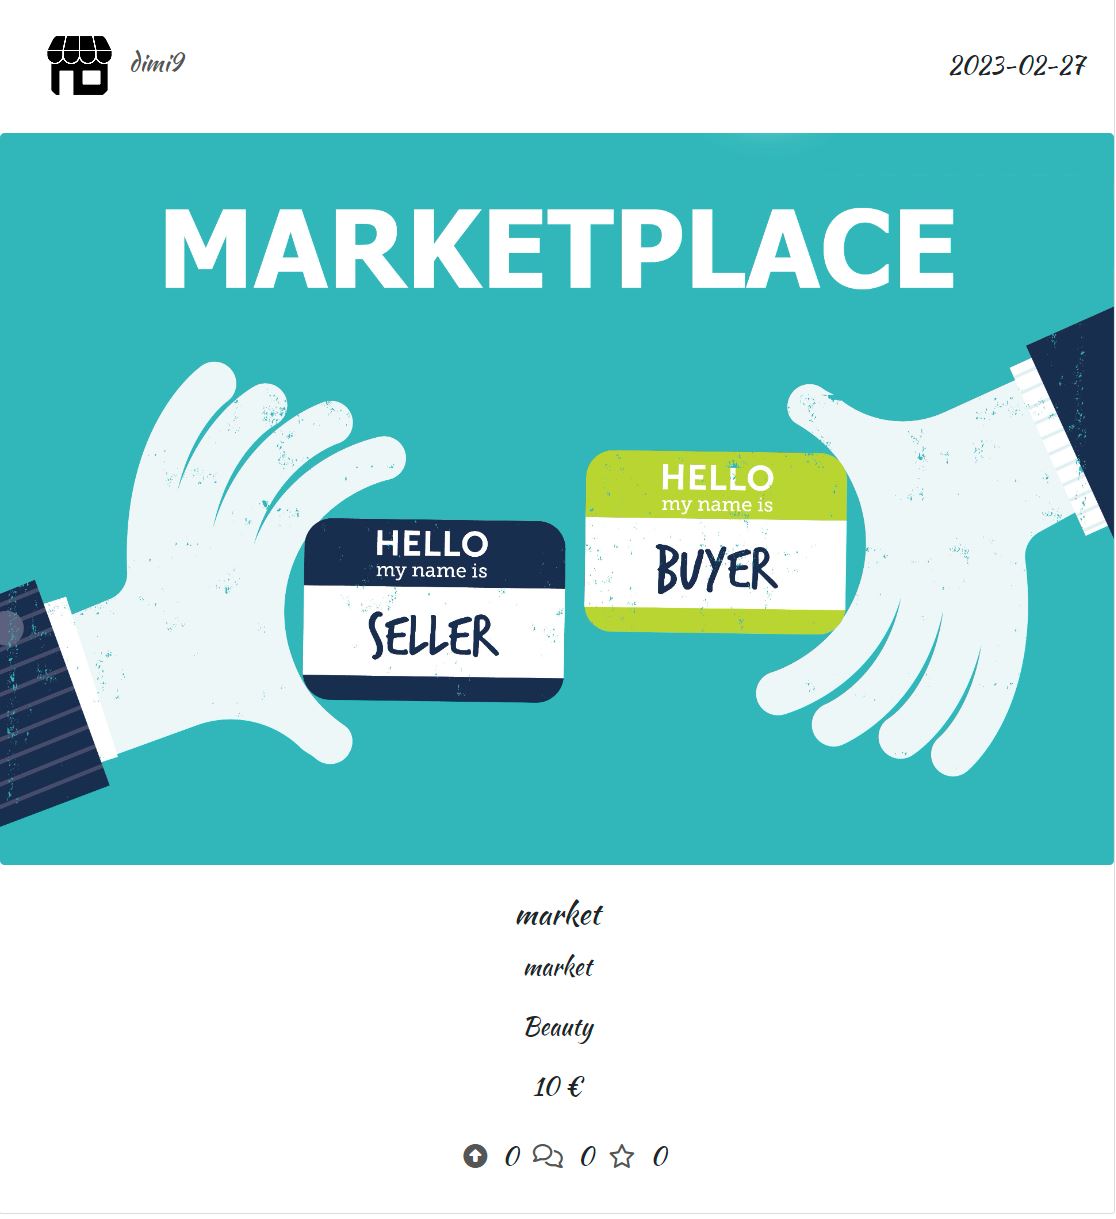 dimi9
2023-02-27
MARKETPLACE
HELLO
my name is
SELLER
HELLO
my name is
BUYER
market
market
Beauty
10 €
0 0 0